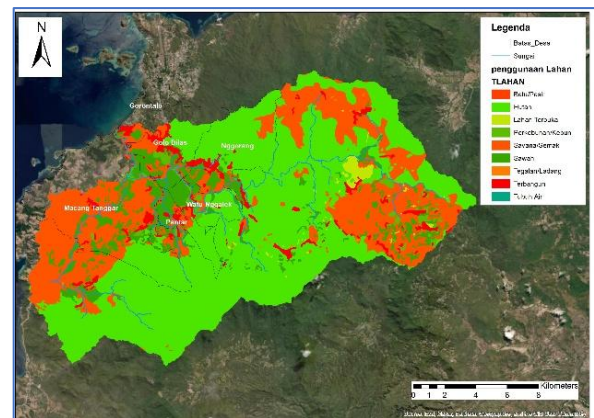 N
Legenda
Batas_Desa
Sungai
penggunaan Lahan
TLAHAN
Batu/Pasir
Hutan
Lahan Terbuka
Perkebunan/Kebun
Savana/Semak
Sawah
Tegalan/Ladang
Terbangun
Tubuh Air
Gorontalo
Golo Bilas
Nggorang
Macang Tanggar
Watu Nggelek
Pantar
Kilometers
0 1 2 4 6 8